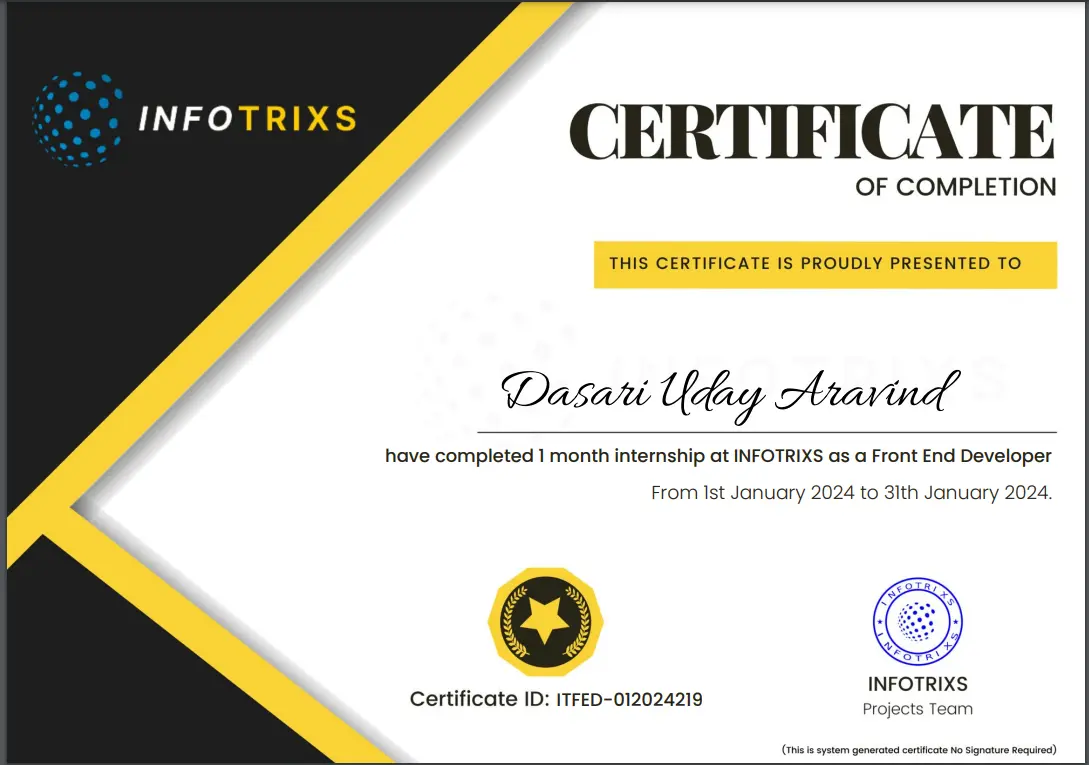 INFOTRIXS
CERTIFICATE
OF COMPLETION
THIS CERTIFICATE IS PROUDLY PRESENTED TO
INFOTRIXS
Dasari Uday Aravind
have completed 1 month internship at INFOTRIXS as a Front End Developer
From 1st January 2024 to 31th January 2024.
INFOTRIXS
INFOTRIXS
Certificate ID: ITFED-012024219
INFOTRIXS
Projects Team
(This is system generated certificate No Signature Required)